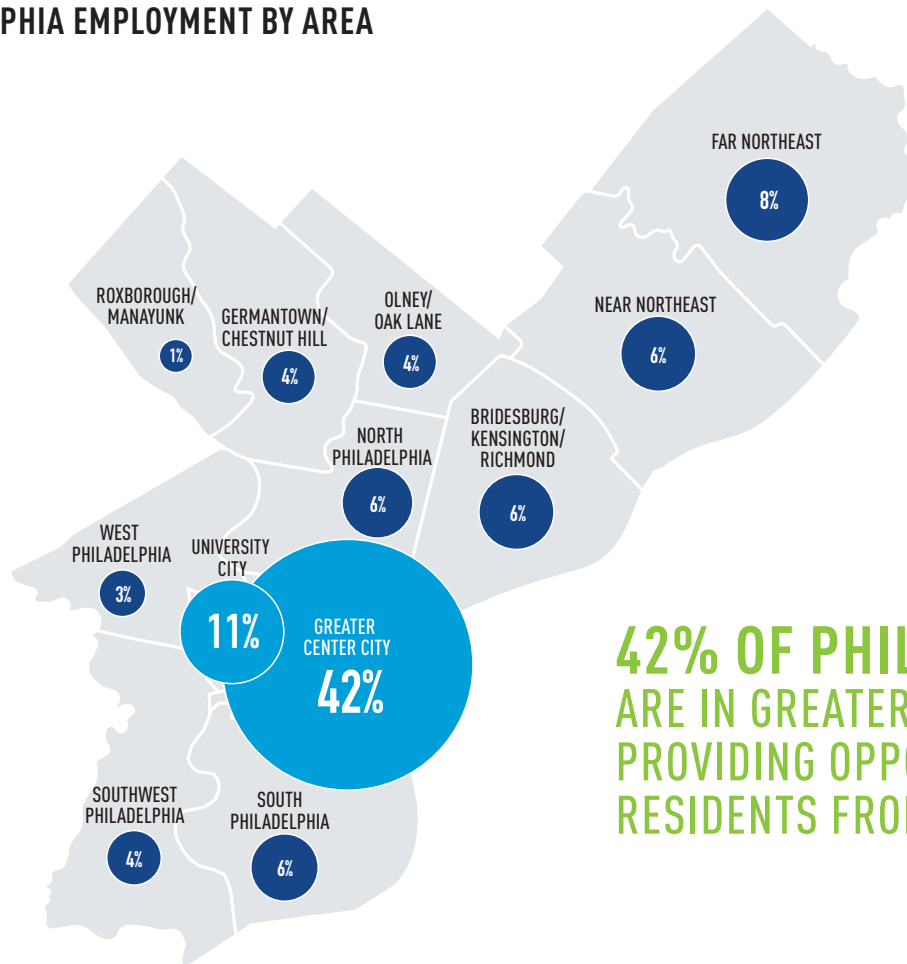 PHIA EMPLOYMENT BY AREA
FAR NORTHEAST
8%
ROXBOROUGH/
MANAYUNK
1%
GERMANTOWN/
CHESTNUT HILL
4%
OLNEY/
OAK LANE
4%
NEAR NORTHEAST
6%
NORTH
PHILADELPHIA
6%
BRIDESBURG/
KENSINGTON/
RICHMOND
6%
WEST
PHILADELPHIA
3%
UNIVERSITY
CITY
11%
GREATER
CENTER CITY
42%
42% OF PHIL
ARE IN GREATER
PROVIDING OPPO
RESIDENTS FRO
SOUTHWEST
PHILADELPHIA
4%
SOUTH
PHILADELPHIA
6%